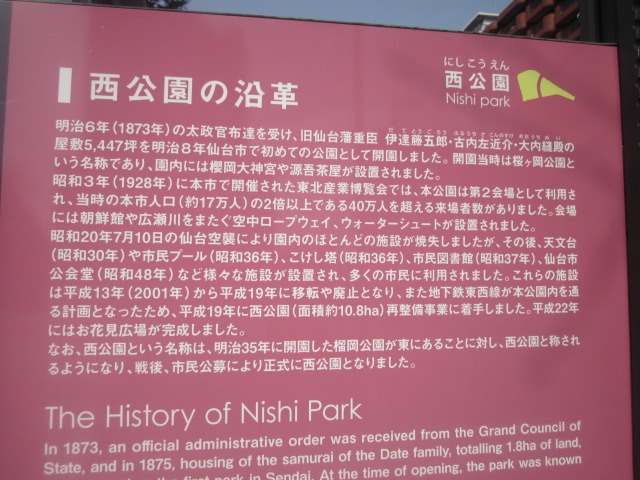 にしこうえん
西公園
Nishi park
西公園の沿革
明治6年(1873年)の太政官布達を受け、旧仙台藩重臣 伊達藤五郎・古内左近介・大内縫殿の
屋敷5,447坪を明治8年仙台市で初めての公園として開園しました。開園当時は桜ヶ岡公園と
いう名称であり、園内には櫻岡大神宮や源吾茶屋が設置されました。
昭和3年(1928年)に本市で開催された東北産業博覧会では、本公園は第2会場として利用さ
れ、当時の本市人口(約17万人)の2倍以上である40万人を超える来場者数がありました。会場
には朝鮮館や広瀬川をまたぐ空中ロープウェイ、ウォーターシュートが設置されました。
昭和20年7月10日の仙台空襲により園内のほとんどの施設が焼失しましたが、その後、天文台
(昭和30年)や市民プール(昭和36年)、こけし塔(昭和36年)、市民図書館(昭和37年)、仙台市
公会堂(昭和48年)など様々な施設が設置され、多くの市民に利用されました。これらの施設
は平成13年(2001年)から平成19年に移転や廃止となり、また地下鉄東西線が本公園内を通
る計画となったため、平成19年に西公園(面積約10.8ha)再整備事業に着手しました。平成22年
にはお花見広場が完成しました。
なお、西公園という名称は、明治35年に開園した榴岡公園が東にあることに対し、西公園と称され
るようになり、戦後、市民公募により正式に西公園となりました。
The History of Nishi Park
In 1873, an official administrative order was received from the Grand Council of
State, and in 1875, housing of the samurai of the Date family, totalling 1.8ha of land,
the first park in Sendai. At the time of opening, the park was known